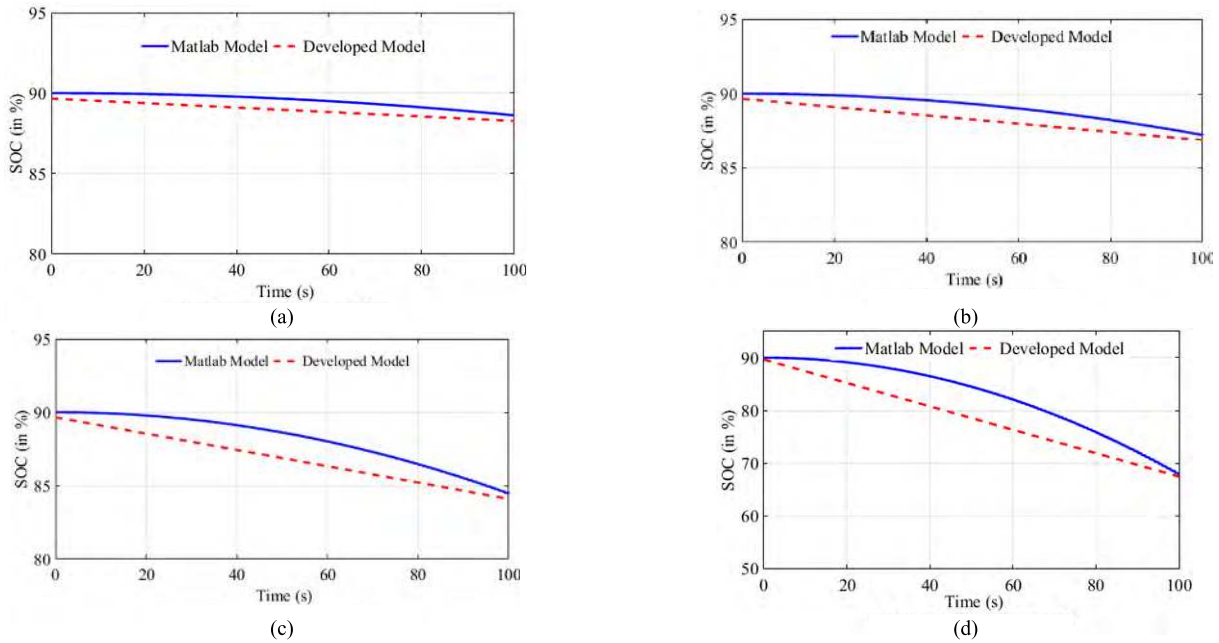 95
Matlab Model
Developed Model
90
85
80
SOC (in %)
0 20 40 60 80 100
Time (s)
(a)
95
Matlab Model
Developed Model
90
85
80
SOC (in %)
0 20 40 60 80 100
Time (s)
(b)
95
Matlab Model
Developed Model
90
85
80
SOC (in %)
0 20 40 60 80 100
Time (s)
(c)
Matlab Model
Developed Model
90
80
70
60
50
SOC (in %)
0 20 40 60 80 100
Time (s)
(d)